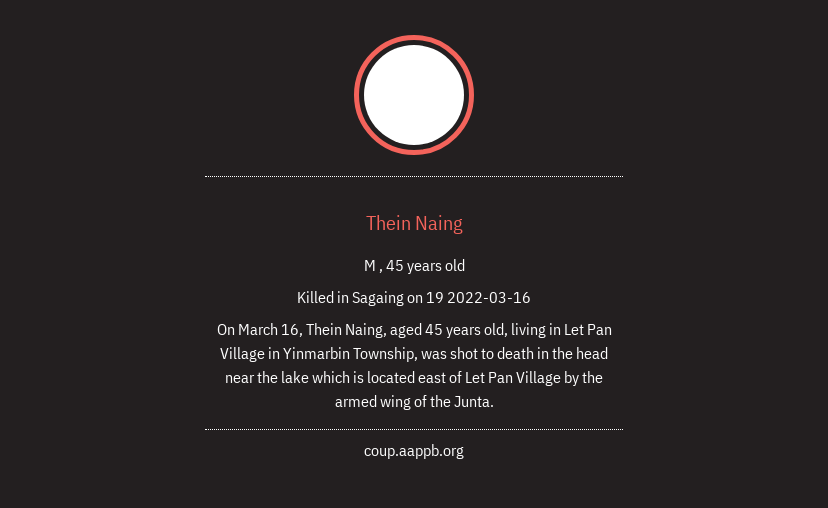 Thein Naing
M , 45 years old
Killed in Sagaing on 19 2022-03-16
On March 16, Thein Naing, aged 45 years old, living in Let Pan
Village in Yinmarbin Township, was shot to death in the head
near the lake which is located east of Let Pan Village by the
armed wing of the Junta.
coup.aappb.org